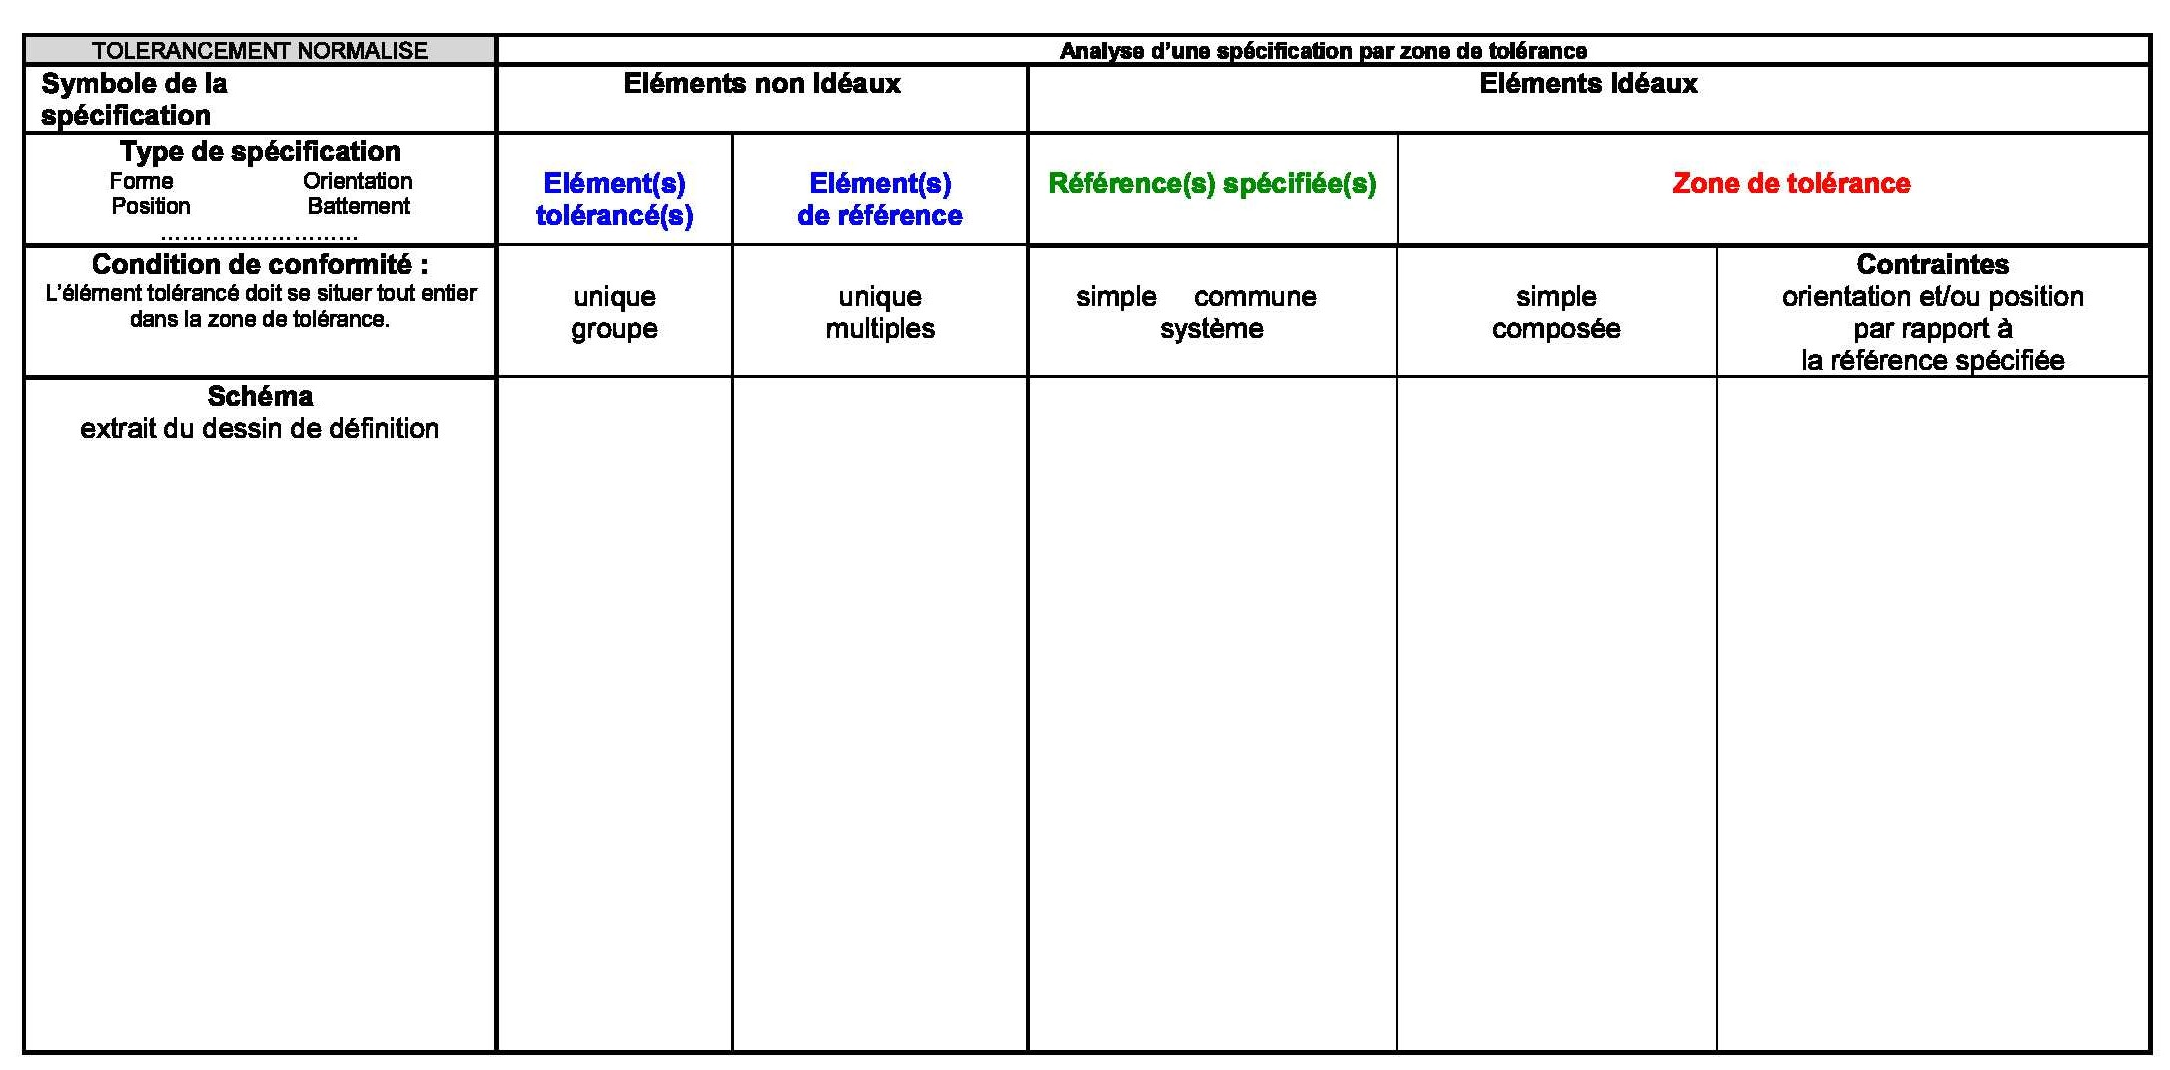 TOLERANCEMENT NORMALISE
Analyse d'une spécification par zone de tolérance
Symbole de la
spécification
Eléments non Idéaux
Eléments Idéaux
Type de spécification
Forme Orientation
Position Battement
………………………
Elément(s)
tolérancé(s)
Elément(s)
de référence
Référence(s) spécifiée(s)
Zone de tolérance
Condition de conformité :
L'élément tolérancé doit se situer tout entier
dans la zone de tolérance.
unique
groupe
unique
multiples
simple commune
système
simple
composée
Contraintes
orientation et/ou position
par rapport à
la référence spécifiée
Schéma
extrait du dessin de définition